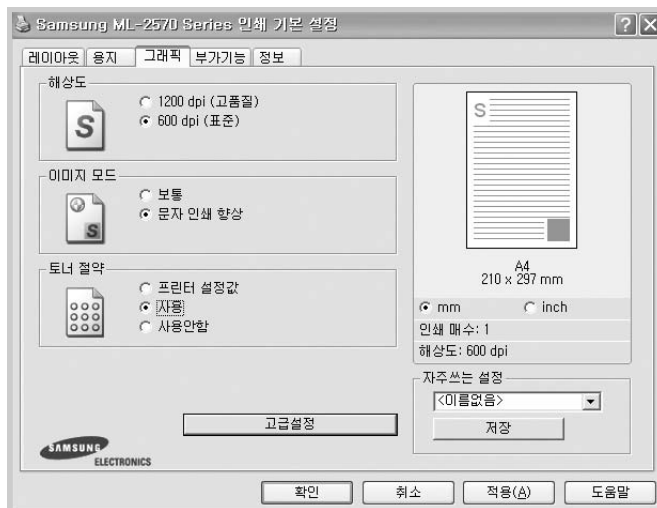 Samsung ML-2570 Series 인쇄 기본 설정
레이아웃 용지 그래픽 부가기능 정보
해상도
S
1200 dpi (고품질)
600 dpi (표준)
이미지 모드
S
보통
문자 인쇄 향상
토너 절약
프린터 설정값
사용
사용안함
고급설정
SAMSUNG
ELECTRONICS
S
A4
210 x 297 mm
mm inch
인쇄 매수: 1
해상도: 600 dpi
자주쓰는 설정
<이름없음>
저장
확인 취소 적용(A) 도움말